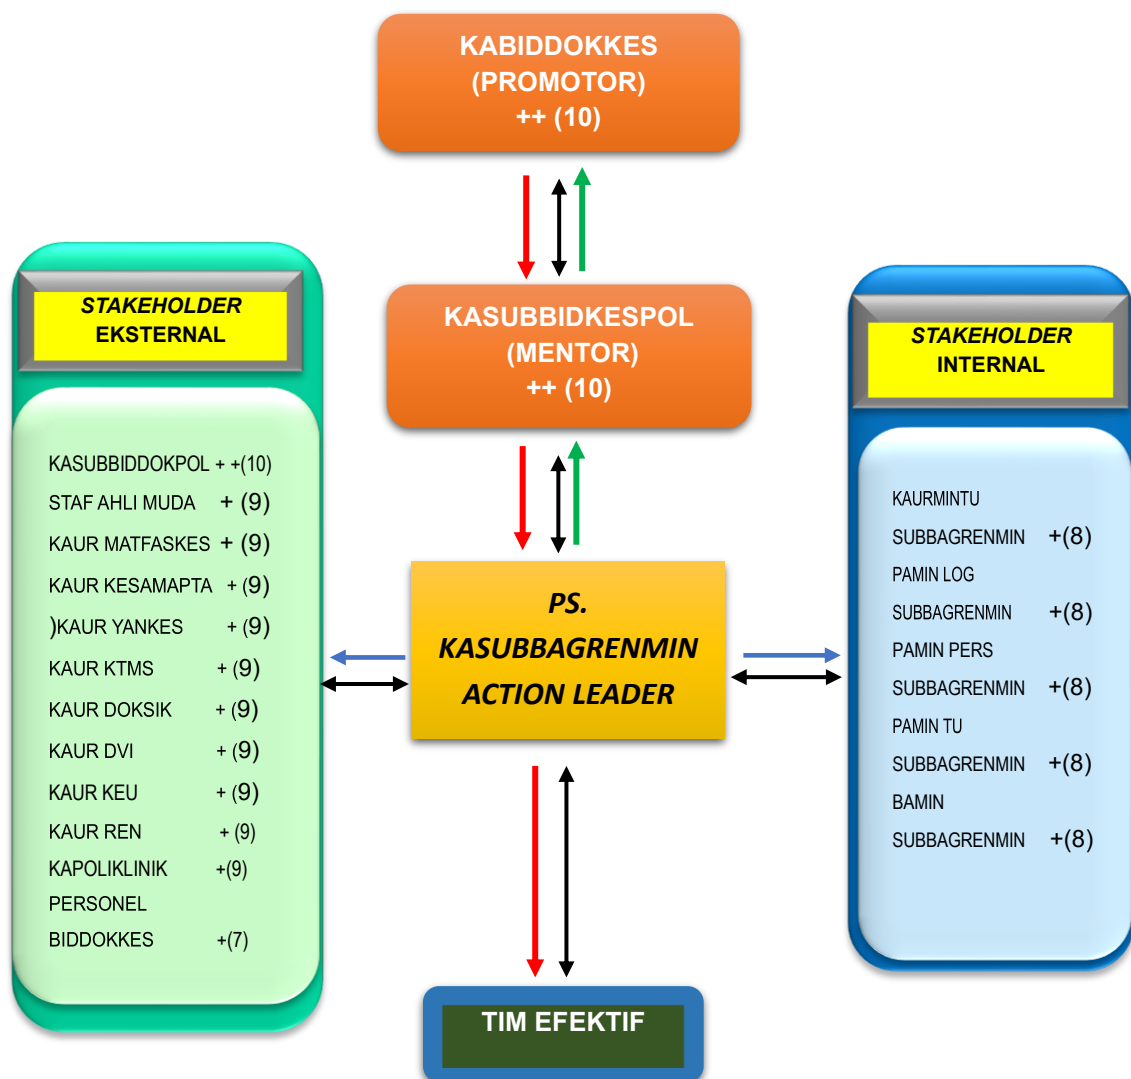 KABIDDOKKES
(PROMOTOR)
++ (10)
KASUBBIDKESPOL
(MENTOR)
++ (10)
STAKEHOLDER
EKSTERNAL
KASUBBIDDOKPOL + +(10)
STAF AHLI MUDA + (9)
KAUR MATFASKES + (9)
KAUR KESAMAPTA + (9)
)KAUR YANKES + (9)
KAUR KTMS + (9)
KAUR DOKSIK + (9)
KAUR DVI + (9)
KAUR KEU + (9)
KAUR REN + (9)
KAPOLIKLINIK +(9)
PERSONEL
BIDDOKKES +(7)
PS.
KASUBBAGRENMIN
ACTION LEADER
STAKEHOLDER
INTERNAL
KAURMINTU
SUBBAGRENMIN +(8)
PAMIN LOG
SUBBAGRENMIN +(8)
PAMIN PERS
SUBBAGRENMIN +(8)
PAMIN TU
SUBBAGRENMIN +(8)
BAMIN
SUBBAGRENMIN +(8)
TIM EFEKTIF